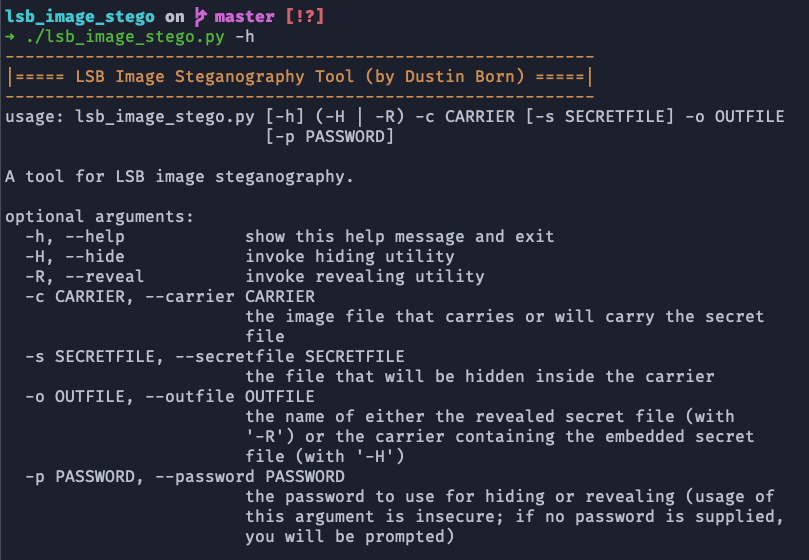 lsb_image_stego on master [!?]
→ ./lsb_image_stego.py -h
-----------------------------------------------------------
|===== LSB Image Steganography Tool (by Dustin Born) =====|
-----------------------------------------------------------
usage: lsb_image_stego.py [-h] (-H | -R) -c CARRIER [-s SECRETFILE] -o OUTFILE
                          [-p PASSWORD]

A tool for LSB image steganography.

optional arguments:
  -h, --help            show this help message and exit
  -H, --hide            invoke hiding utility
  -R, --reveal          invoke revealing utility
  -c CARRIER, --carrier CARRIER
                        the image file that carries or will carry the secret
                        file
  -s SECRETFILE, --secretfile SECRETFILE
                        the file that will be hidden inside the carrier
  -o OUTFILE, --outfile OUTFILE
                        the name of either the revealed secret file (with
                        '-R') or the carrier containing the embedded secret
                        file (with '-H')
  -p PASSWORD, --password PASSWORD
                        the password to use for hiding or revealing (usage of
                        this argument is insecure; if no password is supplied,
                        you will be prompted)